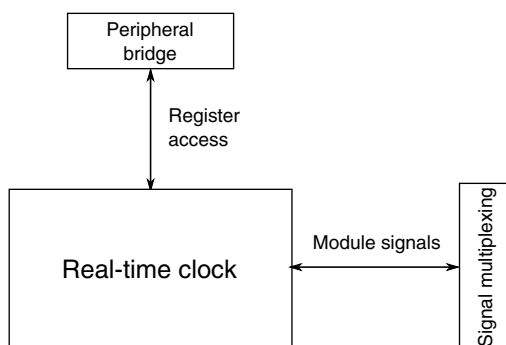 Peripheral
bridge
Register
access
Real-time clock
Module signals
Signal multiplexing